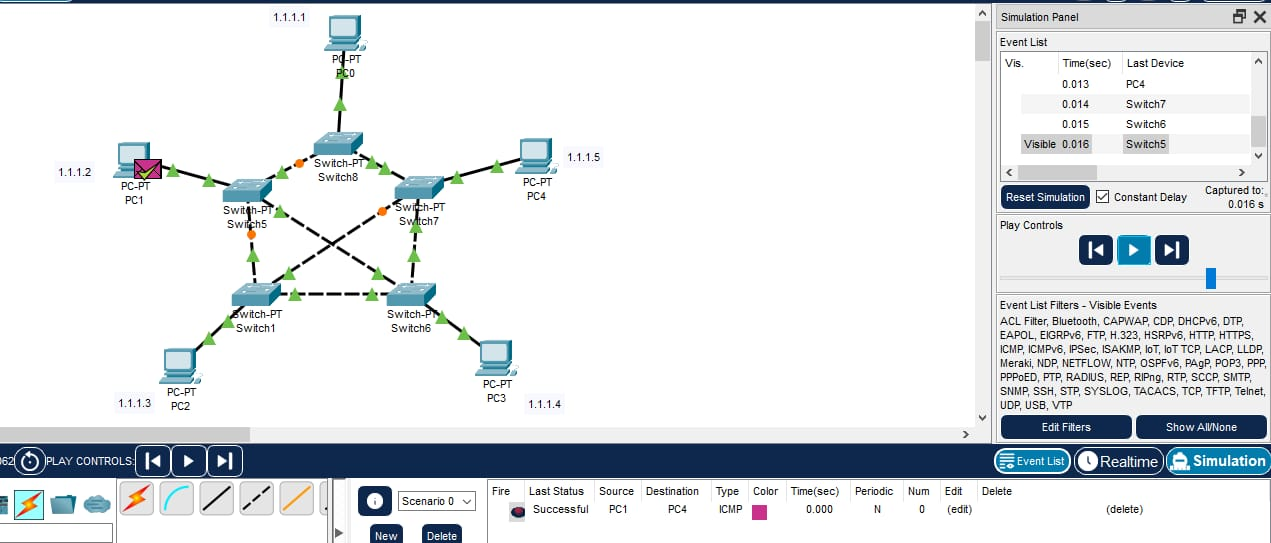 1.1.1.1
PC-PT
PC0
Switch-PT
Switch8
1.1.1.2
PC-PT
PC1
PC-PT
PC4
1.1.1.5
Switch-PT
Switch5
Switch-PT
Switch7
Switch-PT
Switch1
Switch-PT
Switch6
PC-PT
PC2
1.1.1.3
PC-PT
PC3
1.1.1.4
Simulation Panel
Event List
Vis. Time(sec) Last Device
0.013 PC4
0.014 Switch7
0.015 Switch6
Visible 0.016 Switch5
Reset Simulation Constant Delay Captured to:
0.016 s
Play Controls
Event List Filters - Visible Events
ACL Filter, Bluetooth, CAPWAP, CDP, DHCPv6, DTP,
EAPOL, EIGRPv6, FTP, H.323, HSRPv6, HTTP, HTTPS,
ICMP, ICMPv6, IPSec, ISAKMP, IoT, IoT TCP, LACP, LLDP,
Meraki, NDP, NETFLOW, NTP, OSPFv6, PAgP, POP3, PPP,
PPPoED, PTP, RADIUS, REP, RIPng, RTP, SCCP, SMTP,
SNMP, SSH, STP, SYSLOG, TACACS, TCP, TFTP, Telnet,
UDP, USB, VTP
Edit Filters Show All/None
PLAY CONTROLS:
Event List Realtime Simulation
Scenario 0
New Delete
Fire Last Status Source Destination Type Color Time(sec) Periodic Num Edit Delete
Successful PC1 PC4 ICMP 0.000 N 0 (edit) (delete)